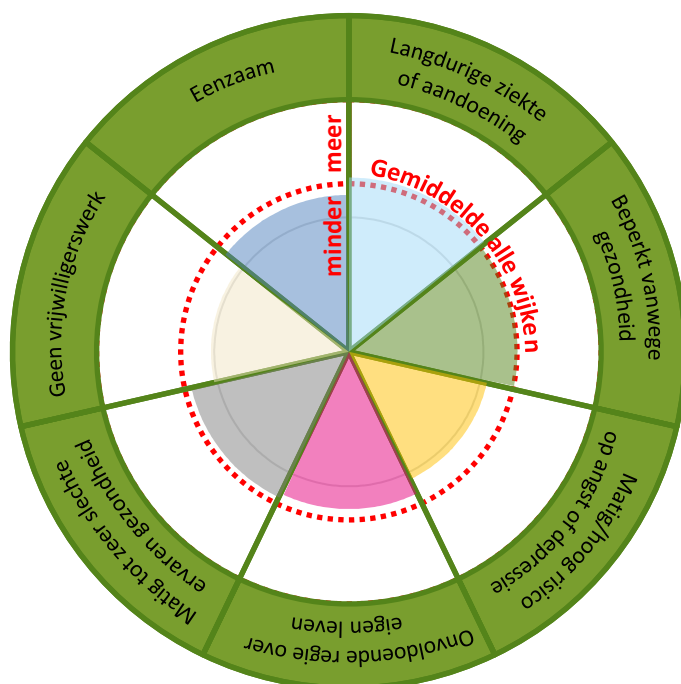 Eenzaam
Langdurige ziekte
of aandoening
Beperkt vanwege
gezondheid
Matig/hoog risico
op angst of depressie
Onvoldoende regie over
eigen leven
Matig tot zeer slechte
ervaren gezondheid
Geen vrijwilligerswerk
meer
minder
Gemiddelde alle wijken